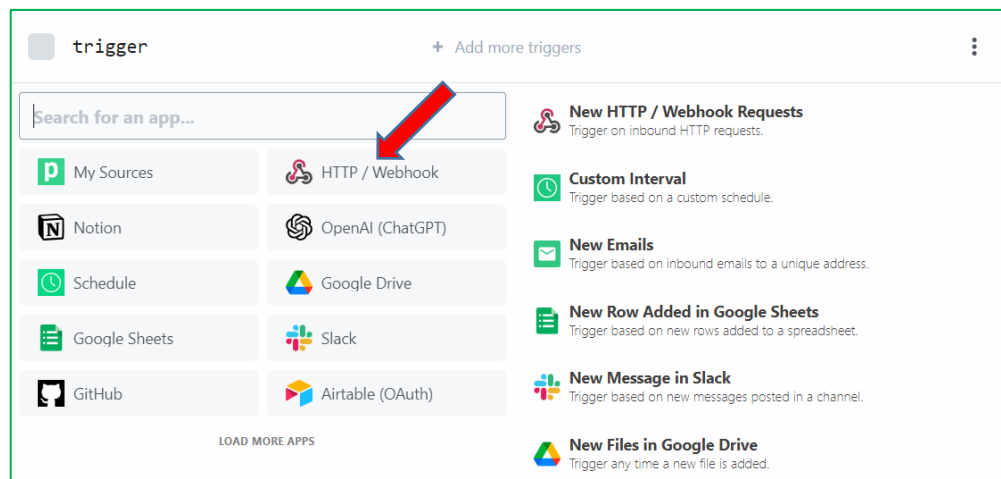 trigger
+ Add more triggers
Search for an app...
My Sources
HTTP / Webhook
Notion
OpenAI (ChatGPT)
Schedule
Google Drive
Google Sheets
Slack
GitHub
Airtable (OAuth)
LOAD MORE APPS
New HTTP / Webhook Requests
Trigger on inbound HTTP requests.
Custom Interval
Trigger based on a custom schedule.
New Emails
Trigger based on inbound emails to a unique address.
New Row Added in Google Sheets
Trigger based on new rows added to a spreadsheet.
New Message in Slack
Trigger based on new messages posted in a channel.
New Files in Google Drive
Trigger any time a new file is added.